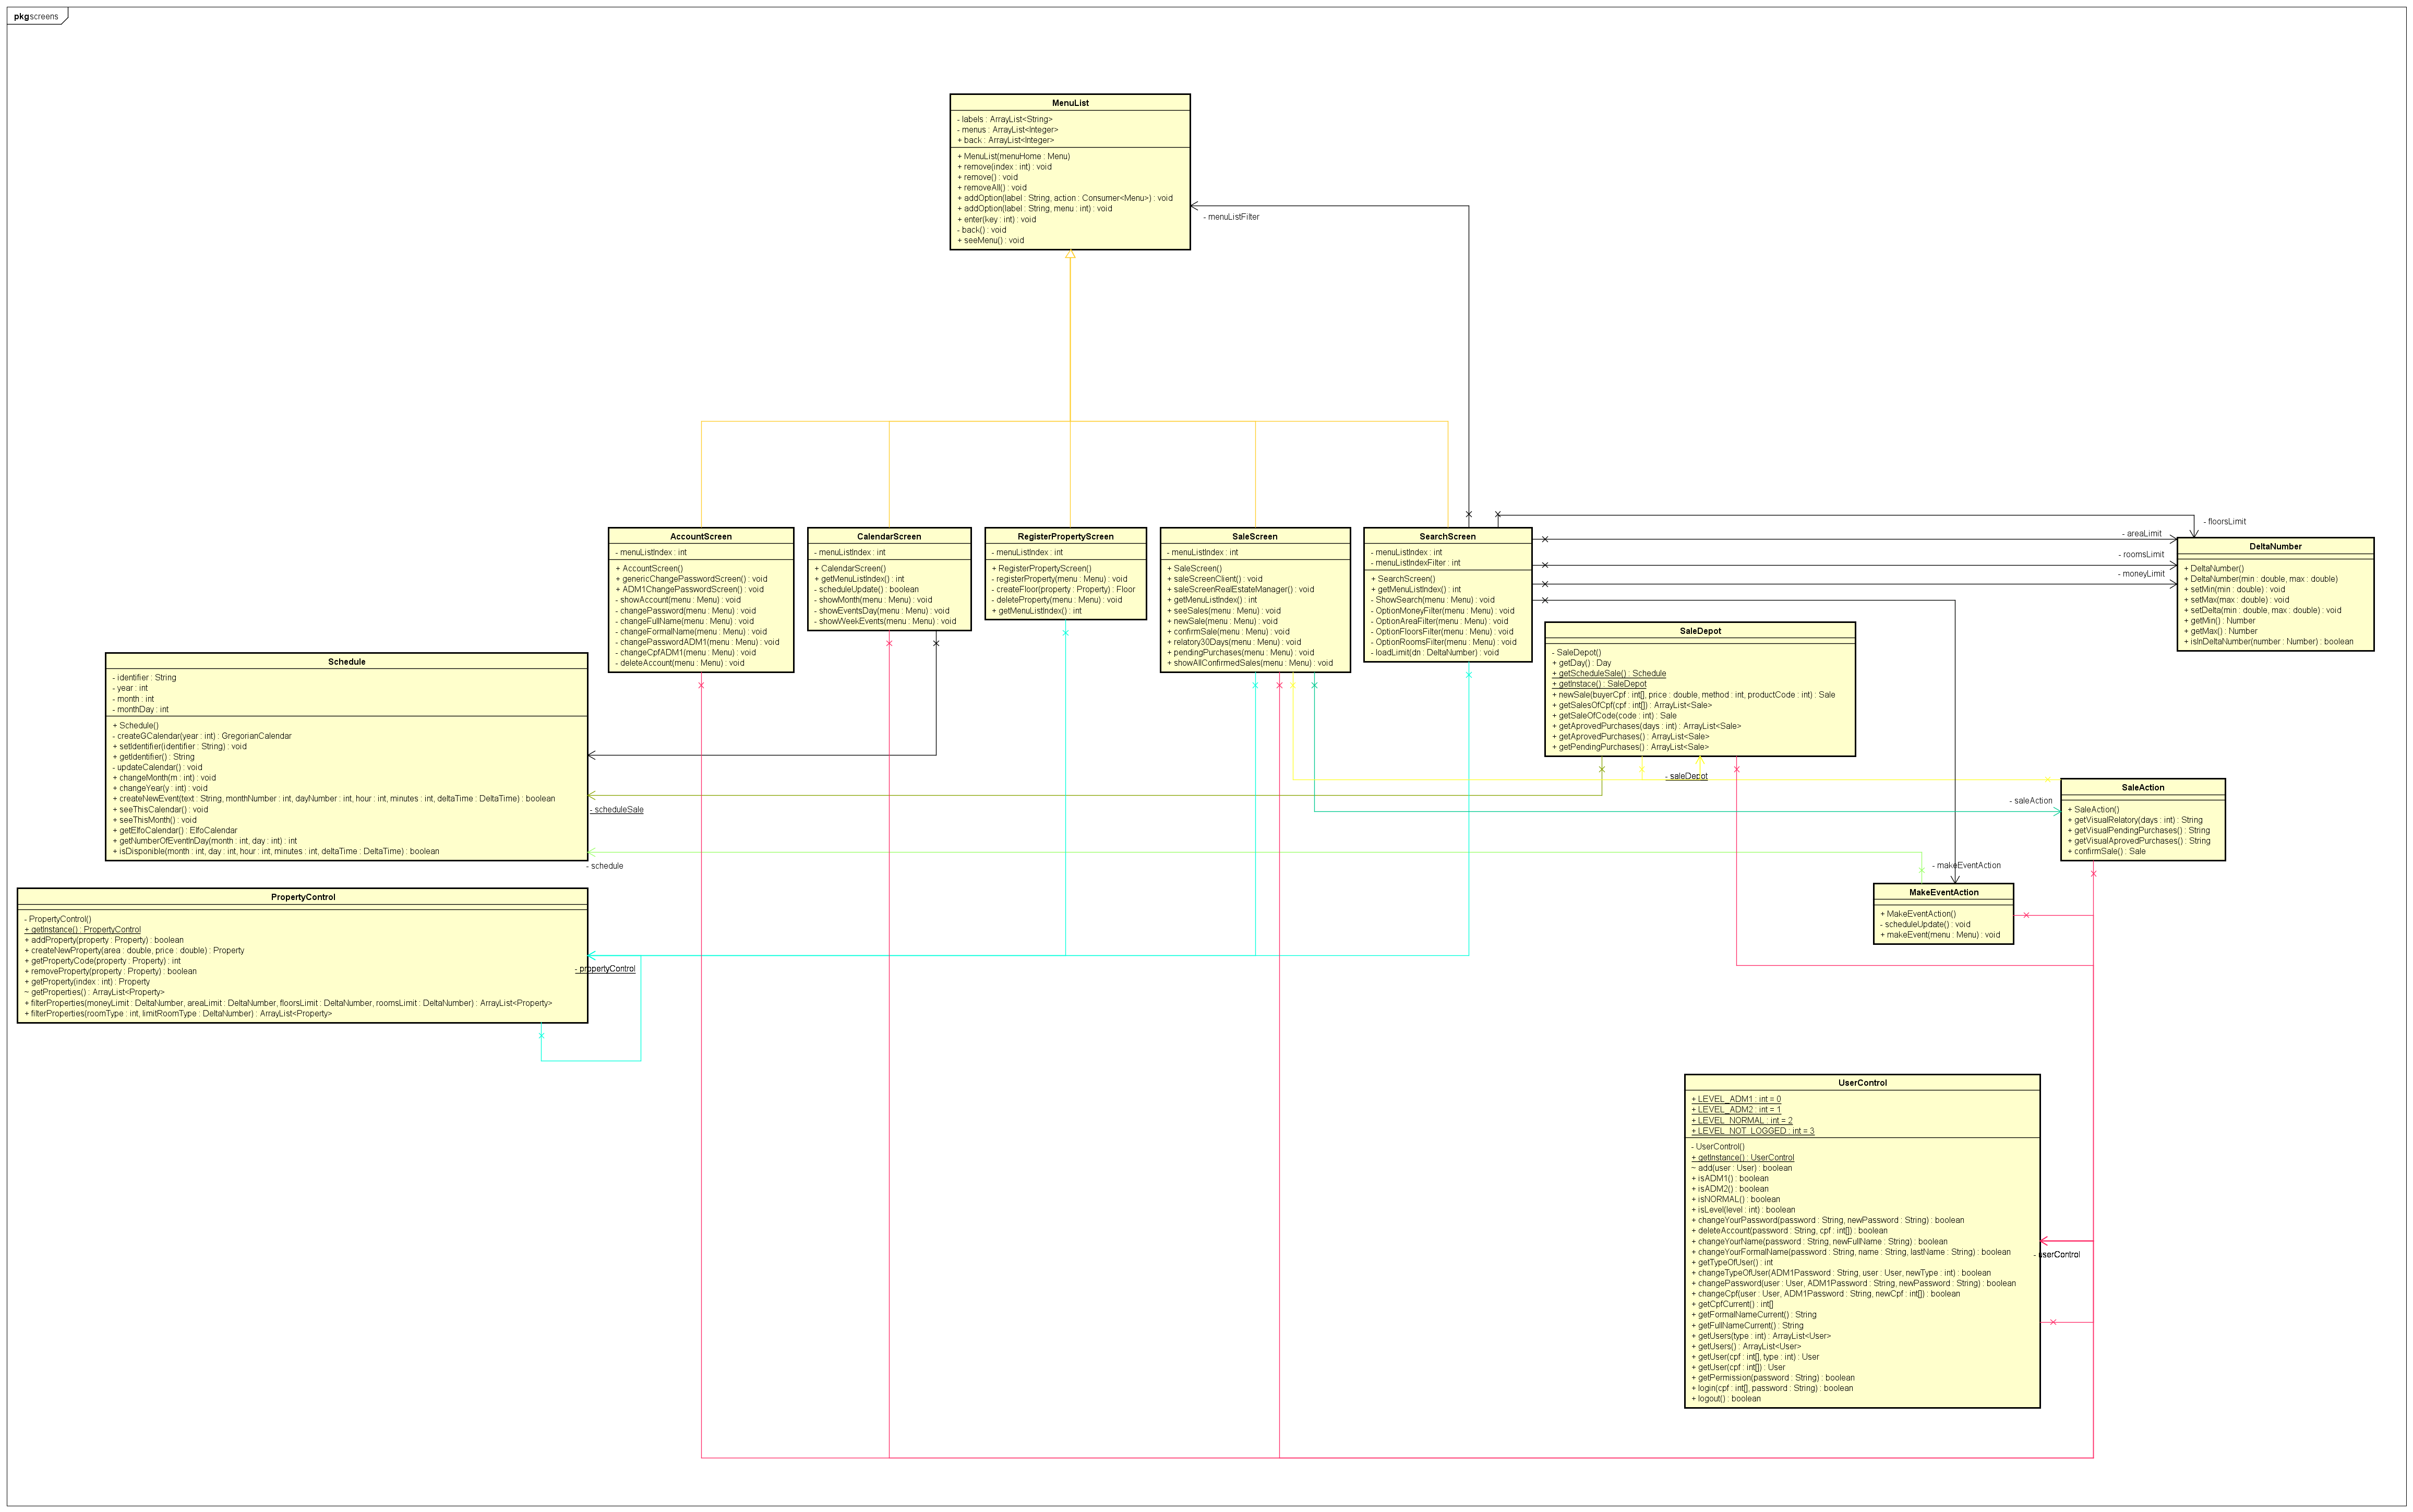 pkg screens
MenuList
- labels : ArrayList<String>
- menus : ArrayList<Integer>
+ back : ArrayList<Integer>
+ MenuList(menuHome : Menu)
+ remove(index : int) : void
+ remove() : void
+ removeAll() : void
+ addOption(label : String, action : Consumer<Menu>) : void
+ addOption(label : String, menu : int) : void
+ enter(key : int) : void
- back() : void
+ seeMenu() : void
- menuListFilter
AccountScreen
- menuListIndex : int
+ AccountScreen()
+ genericChangePasswordScreen() : void
+ ADM1ChangePasswordScreen() : void
- showAccount(menu : Menu) : void
- changePassword(menu : Menu) : void
- changeFullName(menu : Menu) : void
- changeFormalName(menu : Menu) : void
- changePasswordADM1(menu : Menu) : void
- changeCpfADM1(menu : Menu) : void
- deleteAccount(menu : Menu) : void
CalendarScreen
- menuListIndex : int
+ CalendarScreen()
+ getMenuListIndex() : int
- scheduleUpdate() : boolean
- showMonth(menu : Menu) : void
- showEventsDay(menu : Menu) : void
- showWeekEvents(menu : Menu) : void
RegisterPropertyScreen
- menuListIndex : int
+ RegisterPropertyScreen()
- registerProperty(menu : Menu) : void
- createFloor(property : Property) : Floor
- deleteProperty(menu : Menu) : void
+ getMenuListIndex() : int
SaleScreen
- menuListIndex : int
+ SaleScreen()
+ saleScreenClient() : void
+ saleScreenRealEstateManager() : void
+ getMenuListIndex() : int
+ seeSales(menu : Menu) : void
+ newSale(menu : Menu) : void
+ confirmSale(menu : Menu) : void
+ relatory30Days(menu : Menu) : void
+ pendingPurchases(menu : Menu) : void
+ showAllConfirmedSales(menu : Menu) : void
SearchScreen
- menuListIndex : int
- menuListIndexFilter : int
+ SearchScreen()
+ getMenuListIndex() : int
- ShowSearch(menu : Menu) : void
- OptionMoneyFilter(menu : Menu) : void
- OptionAreaFilter(menu : Menu) : void
- OptionFloorsFilter(menu : Menu) : void
- OptionRoomsFilter(menu : Menu) : void
- loadLimit(dn : DeltaNumber) : void
- floorsLimit
- areaLimit
- roomsLimit
- moneyLimit
DeltaNumber
+ DeltaNumber()
+ DeltaNumber(min : double, max : double)
+ setMin(min : double) : void
+ setMax(max : double) : void
+ setDelta(min : double, max : double) : void
+ getMin() : Number
+ getMax() : Number
+ isInDeltaNumber(number : Number) : boolean
SaleDepot
- SaleDepot()
+ getDay() : Day
+ getScheduleSale() : Schedule
+ getInstace() : SaleDepot
+ newSale(buyerCpf : int[], price : double, method : int, productCode : int) : Sale
+ getSalesOfCpf(cpf : int[]) : ArrayList<Sale>
+ getSaleOfCode(code : int) : Sale
+ getAprovedPurchases(days : int) : ArrayList<Sale>
+ getAprovedPurchases() : ArrayList<Sale>
+ getPendingPurchases() : ArrayList<Sale>
- saleDepot
Schedule
- identifier : String
- year : int
- month : int
- monthDay : int
+ Schedule()
- createGCalendar(year : int) : GregorianCalendar
+ setIdentifier(identifier : String) : void
+ getIdentifier() : String
- updateCalendar() : void
+ changeMonth(m : int) : void
+ changeYear(y : int) : void
+ createNewEvent(text : String, monthNumber : int, dayNumber : int, hour : int, minutes : int, deltaTime : DeltaTime) : boolean
+ seeThisCalendar() : void
+ seeThisMonth() : void
+ getElfoCalendar() : ElfoCalendar
+ getNumberOfEventInDay(month : int, day : int) : int
+ isDisponible(month : int, day : int, hour : int, minutes : int, deltaTime : DeltaTime) : boolean
- scheduleSale
- schedule
SaleAction
+ SaleAction()
+ getVisualRelatory(days : int) : String
+ getVisualPendingPurchases() : String
+ getVisualAprovedPurchases() : String
+ confirmSale() : Sale
- saleAction
- makeEventAction
MakeEventAction
+ MakeEventAction()
- scheduleUpdate() : void
+ makeEvent(menu : Menu) : void
PropertyControl
- PropertyControl()
+ getInstance() : PropertyControl
+ addProperty(property : Property) : boolean
+ createNewProperty(area : double, price : double) : Property
+ getPropertyCode(property : Property) : int
+ removeProperty(property : Property) : boolean
+ getProperty(index : int) : Property
~ getProperties() : ArrayList<Property>
+ filterProperties(moneyLimit : DeltaNumber, areaLimit : DeltaNumber, floorsLimit : DeltaNumber, roomsLimit : DeltaNumber) : ArrayList<Property>
+ filterProperties(roomType : int, limitRoomType : DeltaNumber) : ArrayList<Property>
- propertyControl
UserControl
+ LEVEL_ADM1 : int = 0
+ LEVEL_ADM2 : int = 1
+ LEVEL_NORMAL : int = 2
+ LEVEL_NOT_LOGGED : int = 3
- UserControl()
+ getInstance() : UserControl
~ add(user : User) : boolean
+ isADM1() : boolean
+ isADM2() : boolean
+ isNORMAL() : boolean
+ isLevel(level : int) : boolean
+ changeYourPassword(password : String, newPassword : String) : boolean
+ deleteAccount(password : String, cpf : int[]) : boolean
+ changeYourName(password : String, newFullName : String) : boolean
+ changeYourFormalName(password : String, name : String, lastName : String) : boolean
+ getTypeOfUser() : int
+ changeTypeOfUser(ADM1Password : String, user : User, newType : int) : boolean
+ changePassword(user : User, ADM1Password : String, newPassword : String) : boolean
+ changeCpf(user : User, ADM1Password : String, newCpf : int[]) : boolean
+ getCpfCurrent() : int[]
+ getFormalNameCurrent() : String
+ getFullNameCurrent() : String
+ getUsers(type : int) : ArrayList<User>
+ getUsers() : ArrayList<User>
+ getUser(cpf : int[], type : int) : User
+ getUser(cpf : int[]) : User
+ getPermission(password : String) : boolean
+ login(cpf : int[], password : String) : boolean
+ logout() : boolean
- userControl